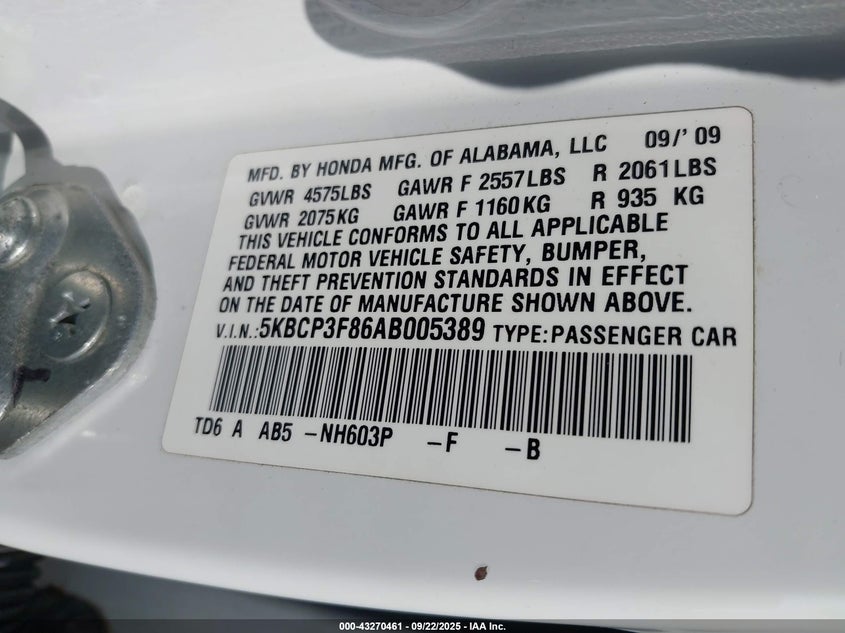 MFD. BY HONDA MFG. OF ALABAMA, LLC 09/'09
GVWR 4575LBS GAWR F 2557LBS R 2061LBS
GVWR 2075KG GAWR F 1160KG R 935 KG
THIS VEHICLE CONFORMS TO ALL APPLICABLE
FEDERAL MOTOR VEHICLE SAFETY, BUMPER,
AND THEFT PREVENTION STANDARDS IN EFFECT
ON THE DATE OF MANUFACTURE SHOWN ABOVE.
V.I.N.:5KBCP3F86AB005389 TYPE:PASSENGER CAR
TD6 A AB5 -NH603P -F -B
000-43270461 - 09/22/2025 - IAA Inc.